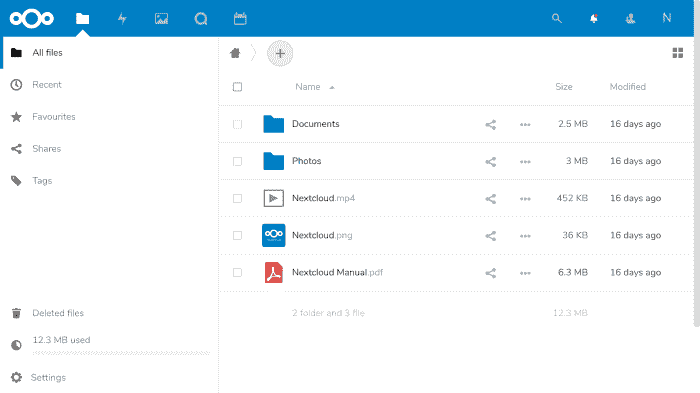 N
All files
Recent
Favourites
Shares
Tags
Deleted files
12.3 MB used
Settings
Name Size Modified
Documents 2.5 MB 16 days ago
Photos 3 MB 16 days ago
Nextcloud.mp4 452 KB 16 days ago
Nextcloud.png 36 KB 16 days ago
Nextcloud Manual.pdf 6.3 MB 16 days ago
2 folder and 3 file 12.3 MB